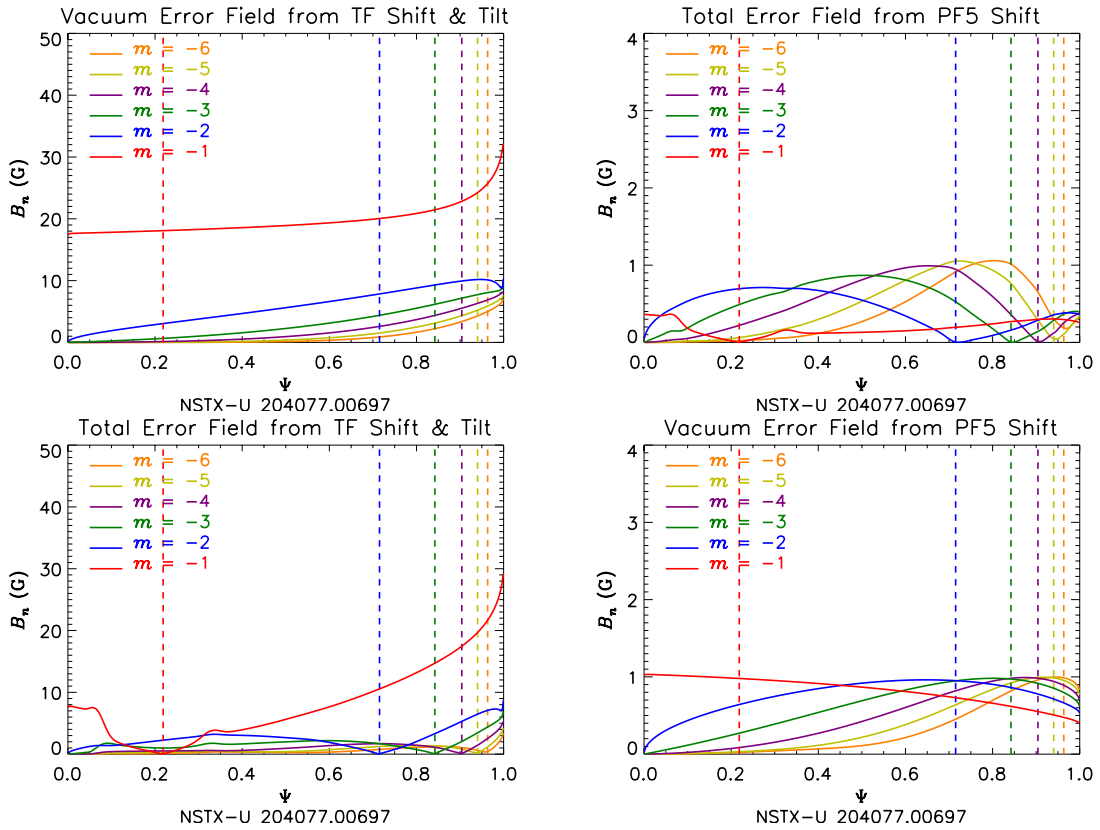 Vacuum Error Field from TF Shift & Tilt
50
40
30
20
10
0
B_n (G)
m = -6
m = -5
m = -4
m = -3
m = -2
m = -1
0.0 0.2 0.4 0.6 0.8 1.0
Ψ
NSTX-U 204077.00697
Total Error Field from PF5 Shift
4
3
2
1
0
B_n (G)
m = -6
m = -5
m = -4
m = -3
m = -2
m = -1
0.0 0.2 0.4 0.6 0.8 1.0
Ψ
NSTX-U 204077.00697
Total Error Field from TF Shift & Tilt
50
40
30
20
10
0
B_n (G)
m = -6
m = -5
m = -4
m = -3
m = -2
m = -1
0.0 0.2 0.4 0.6 0.8 1.0
Ψ
NSTX-U 204077.00697
Vacuum Error Field from PF5 Shift
4
3
2
1
0
B_n (G)
m = -6
m = -5
m = -4
m = -3
m = -2
m = -1
0.0 0.2 0.4 0.6 0.8 1.0
Ψ
NSTX-U 204077.00697